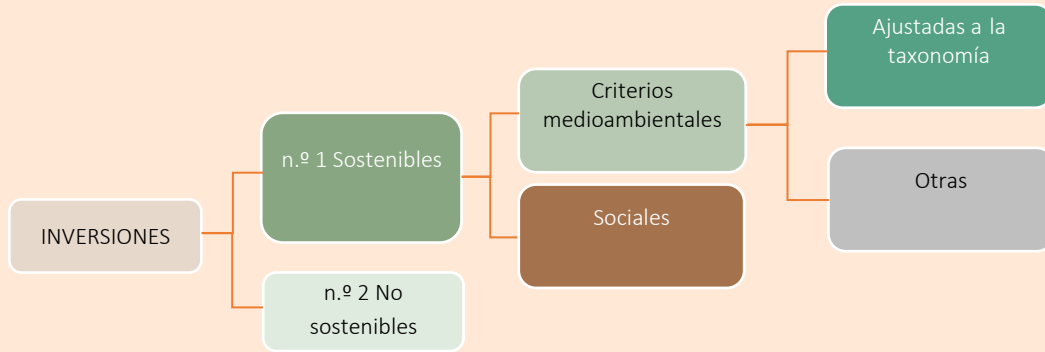 INVERSIONES
n.º 1 Sostenibles
n.º 2 No
sostenibles
Criterios
medioambientales
Sociales
Ajustadas a la
taxonomía
Otras